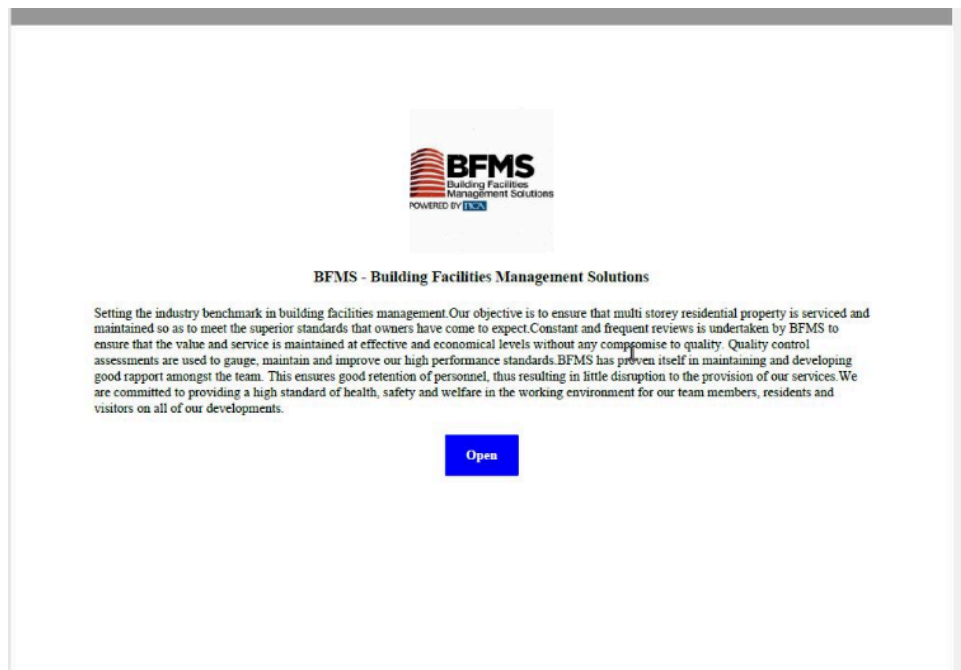 BFMS
Building Facilities
Management Solutions
POWERED BY PICA
BFMS - Building Facilities Management Solutions
Setting the industry benchmark in building facilities management.Our objective is to ensure that multi storey residential property is serviced and
maintained so as to meet the superior standards that owners have come to expect.Constant and frequent reviews is undertaken by BFMS to
ensure that the value and service is maintained at effective and economical levels without any compromise to quality. Quality control
assessments are used to gauge, maintain and improve our high performance standards.BFMS has proven itself in maintaining and developing
good rapport amongst the team. This ensures good retention of personnel, thus resulting in little disruption to the provision of our services.We
are committed to providing a high standard of health, safety and welfare in the working environment for our team members, residents and
visitors on all of our developments.
Open